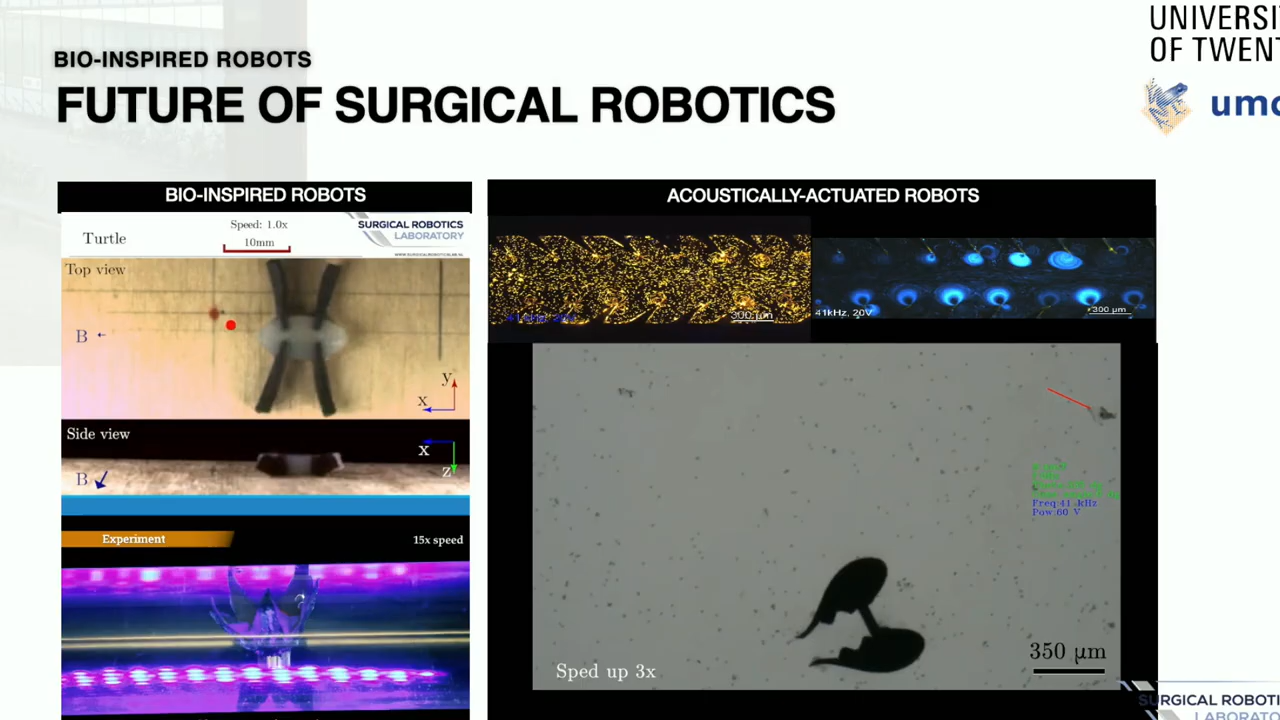 BIO-INSPIRED ROBOTS
FUTURE OF SURGICAL ROBOTICS
UNIVERSI
OF TWENT
umc
BIO-INSPIRED ROBOTS
Turtle
Speed: 1.0x
10mm
SURGICAL ROBOTICS
LABORATORY
Top view
B
y
x
Side view
x
B
z
Experiment
15x speed
ACOUSTICALLY-ACTUATED ROBOTS
300 µm
41kHz, 20V
300 µm
Freq:41 kHz
Pow:60 V
Sped up 3x
350 µm
SURGICAL ROBOTI
LABORATO